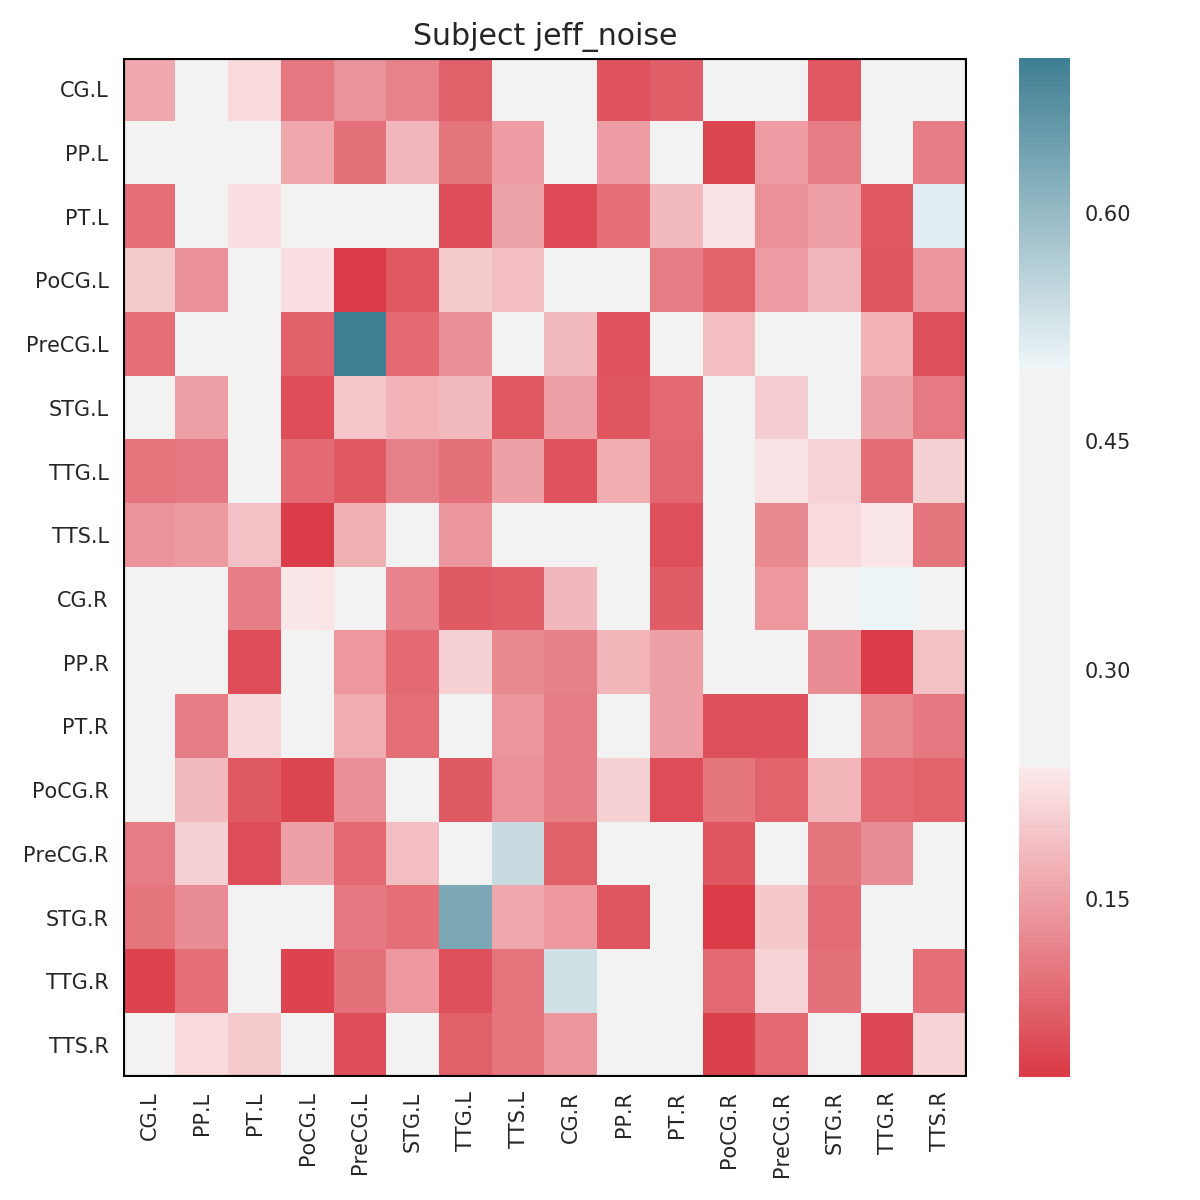 Subject jeff_noise
CG.L
PP.L
PT.L
PoCG.L
PreCG.L
STG.L
TTG.L
TTS.L
CG.R
PP.R
PT.R
PoCG.R
PreCG.R
STG.R
TTG.R
TTS.R
CG.L
PP.L
PT.L
PoCG.L
PreCG.L
STG.L
TTG.L
TTS.L
CG.R
PP.R
PT.R
PoCG.R
PreCG.R
STG.R
TTG.R
TTS.R
0.60
0.45
0.30
0.15